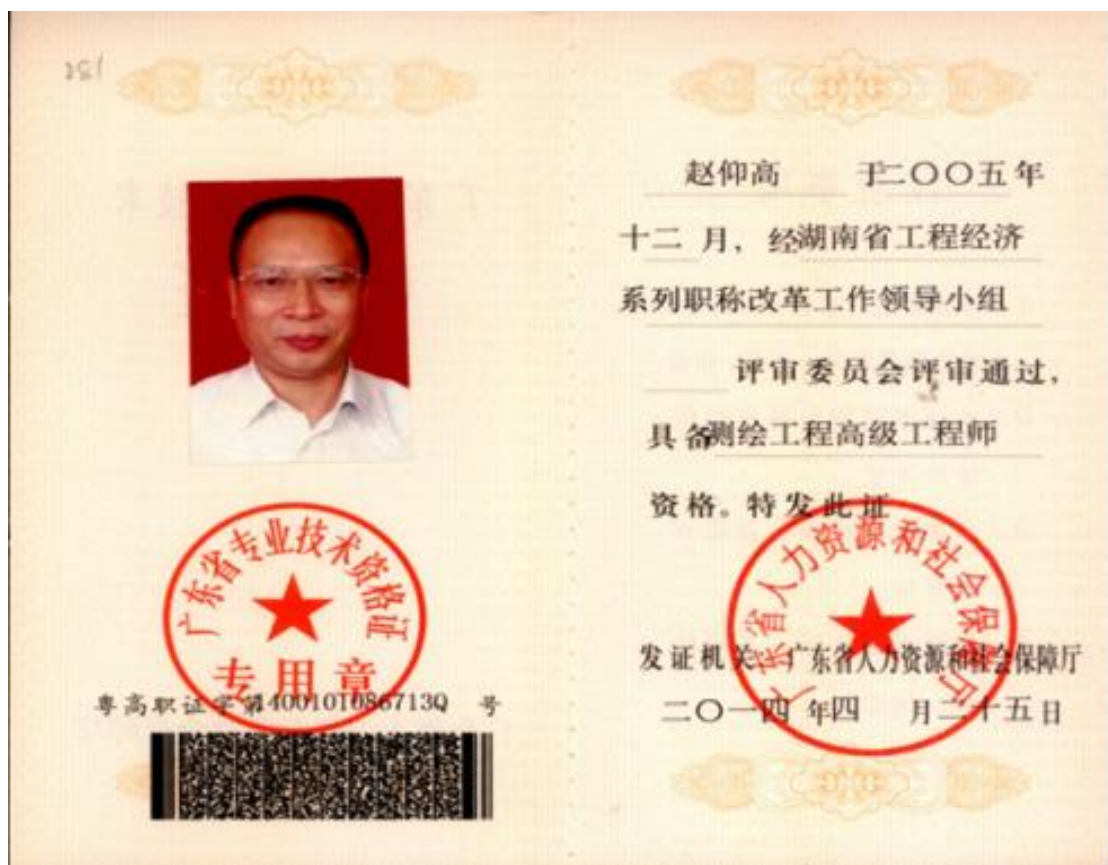 广东省专业技术资格证
专用章
粤高职证字第1400101086713Q 号
赵仰高 于二〇〇五年
十二月，经湖南省工程经济
系列职称改革工作领导小组
评审委员会评审通过，
具备测绘工程高级工程师
资格。特发此证
广东省人力资源和社会保障厅
发证机关 广东省人力资源和社会保障厅
二〇一四年四 月二十五日